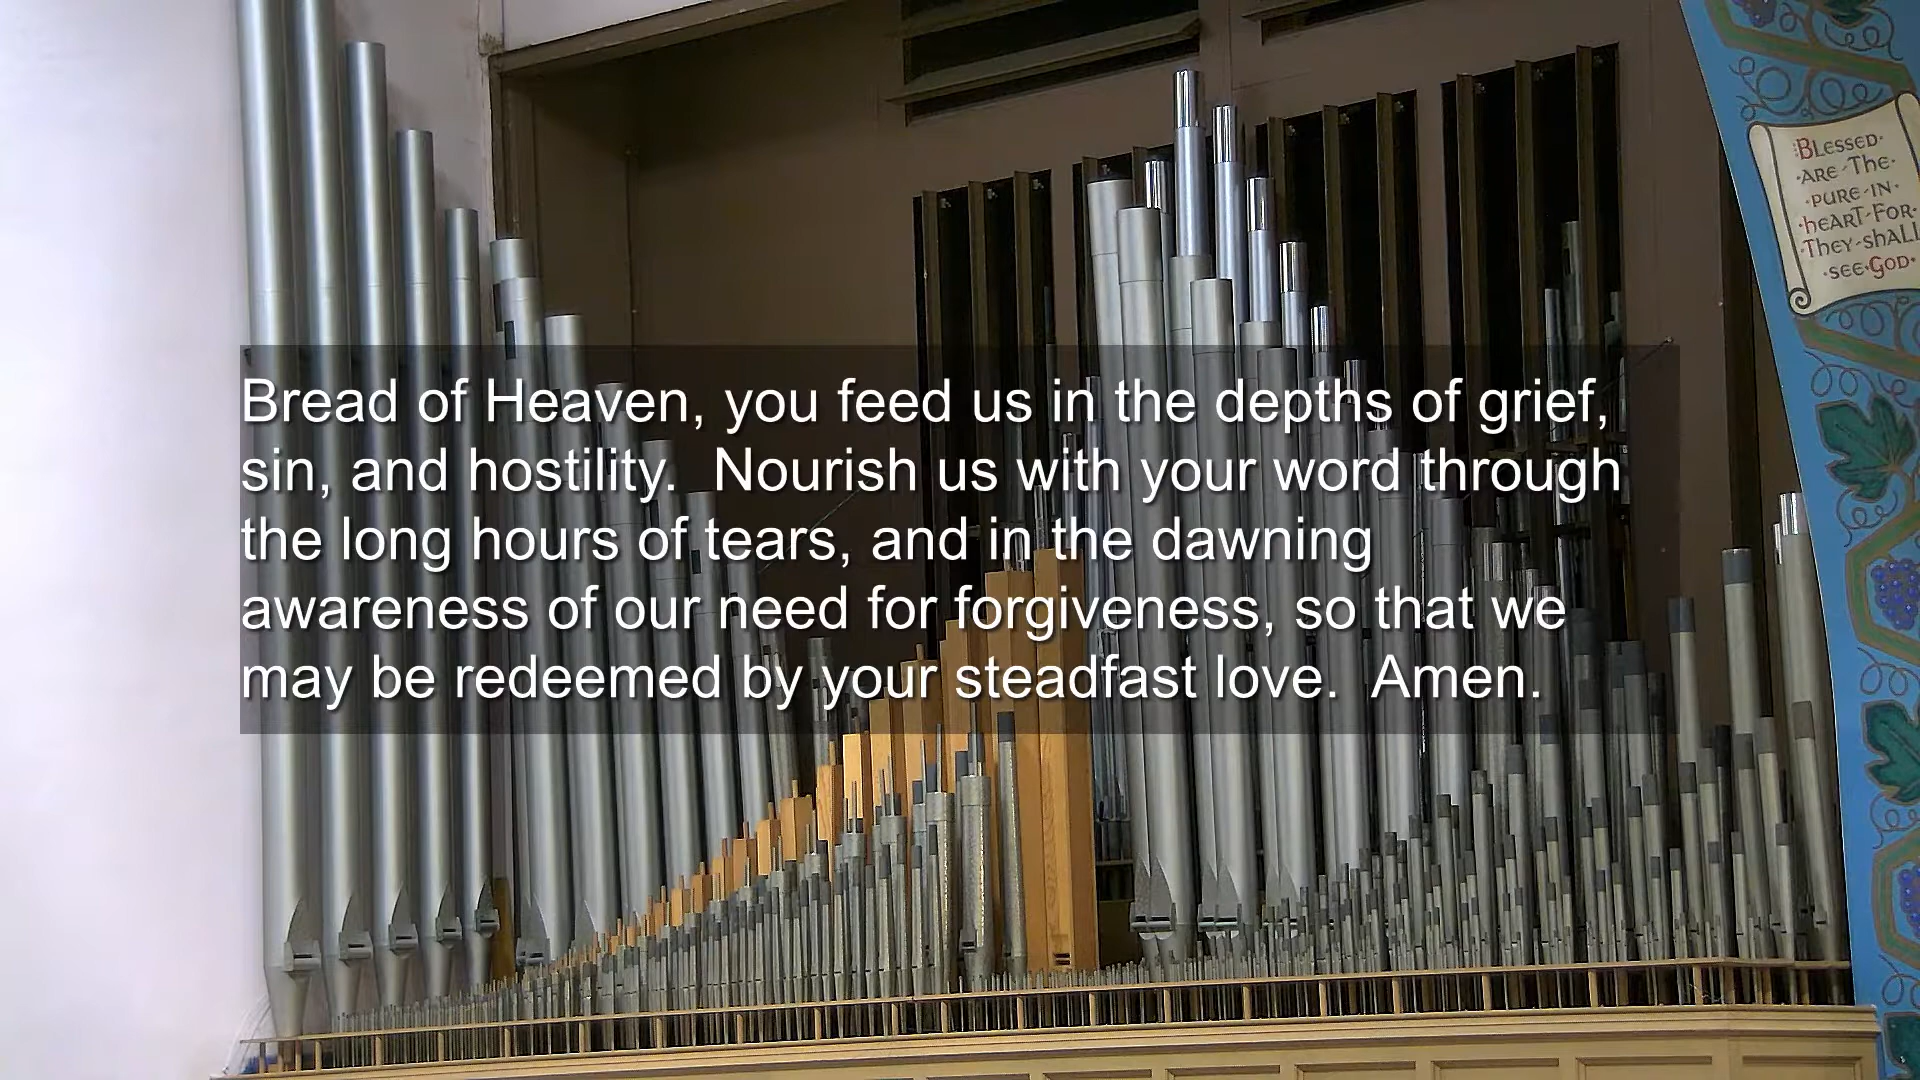 Bread of Heaven, you feed us in the depths of grief,
sin, and hostility.  Nourish us with your word through
the long hours of tears, and in the dawning
awareness of our need for forgiveness, so that we
may be redeemed by your steadfast love.  Amen.
BLESSED·
·ARE·The·
·PURE·IN·
·hEART·FOR·
·TheY·shALL
·SEE·GOD·